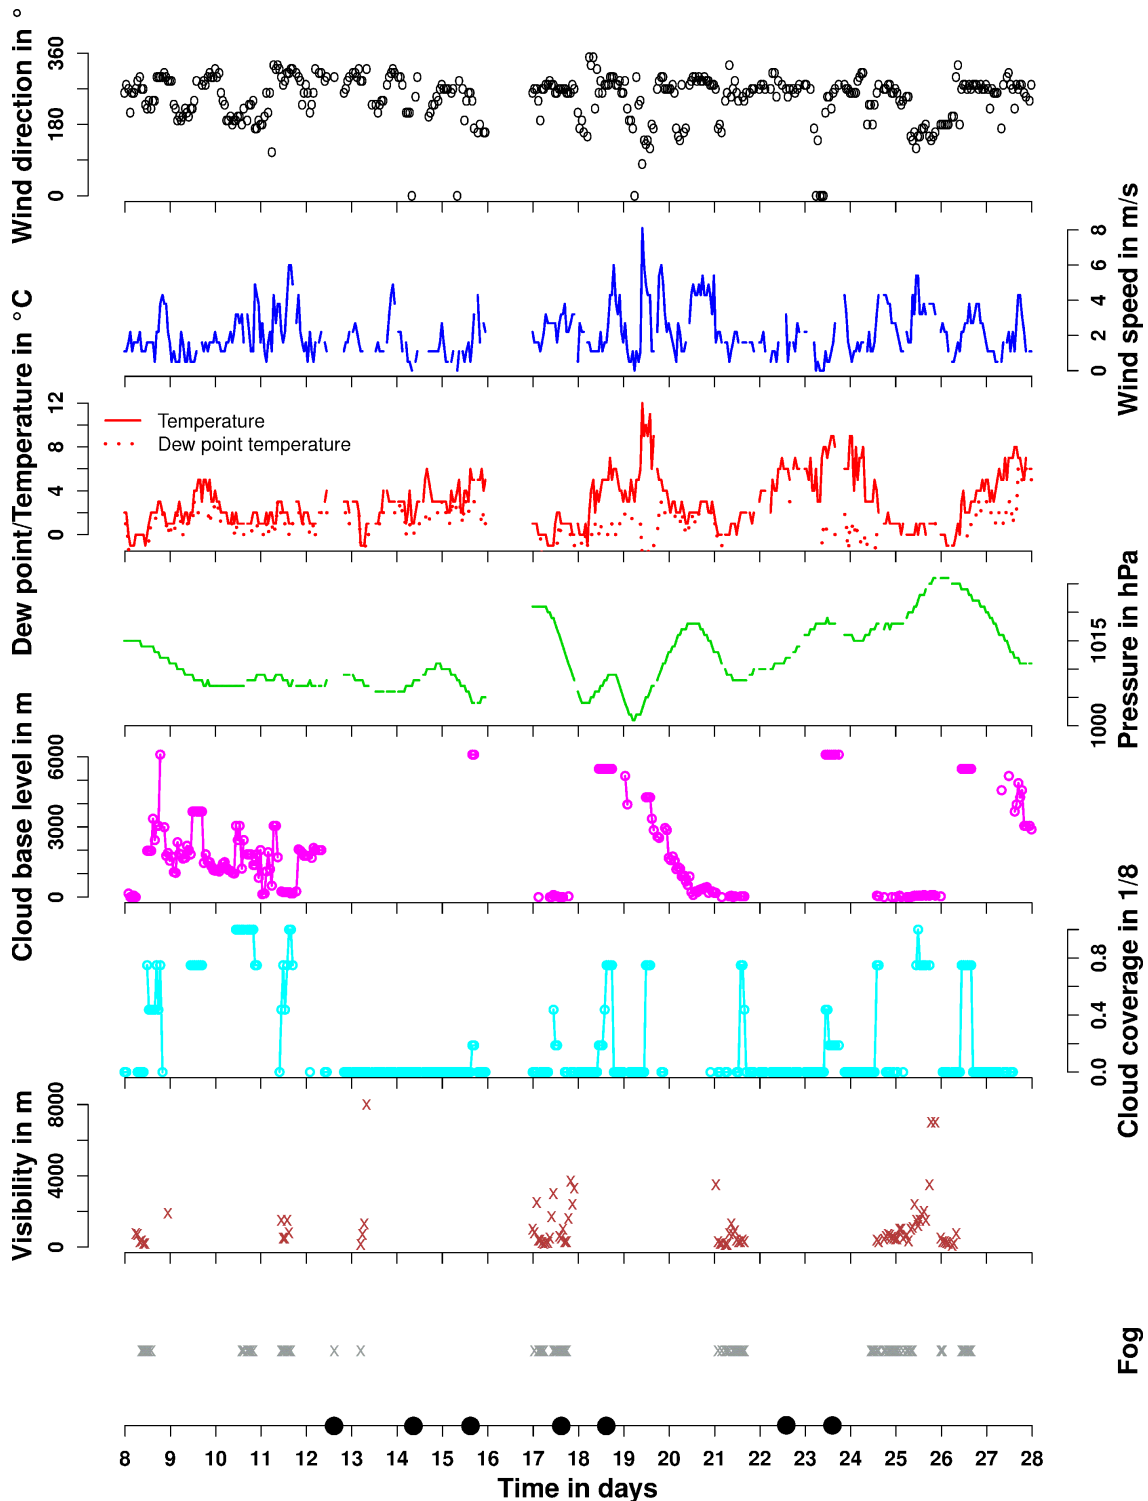 Wind direction in °
0 180 360
Wind speed in m/s
0 2 4 6 8
Dew point/Temperature in °C
0 4 8 12
Temperature
Dew point temperature
Pressure in hPa
1000 1015
Cloud base level in m
0 3000 6000
Cloud coverage in 1/8
0.0 0.4 0.8
Visibility in m
0 4000 8000
Fog
8 9 10 11 12 13 14 15 16 17 18 19 20 21 22 23 24 25 26 27 28
Time in days